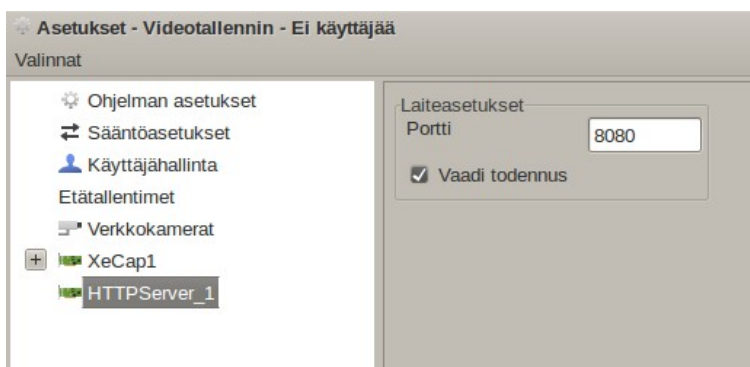 Asetukset - Videotallennin - Ei käyttäjää
Valinnat
Ohjelman asetukset
Sääntöasetukset
Käyttäjähallinta
Etätallentimet
Verkkokamerat
XeCap1
HTTPServer_1
Laiteasetukset
Portti 8080
Vaadi todennus